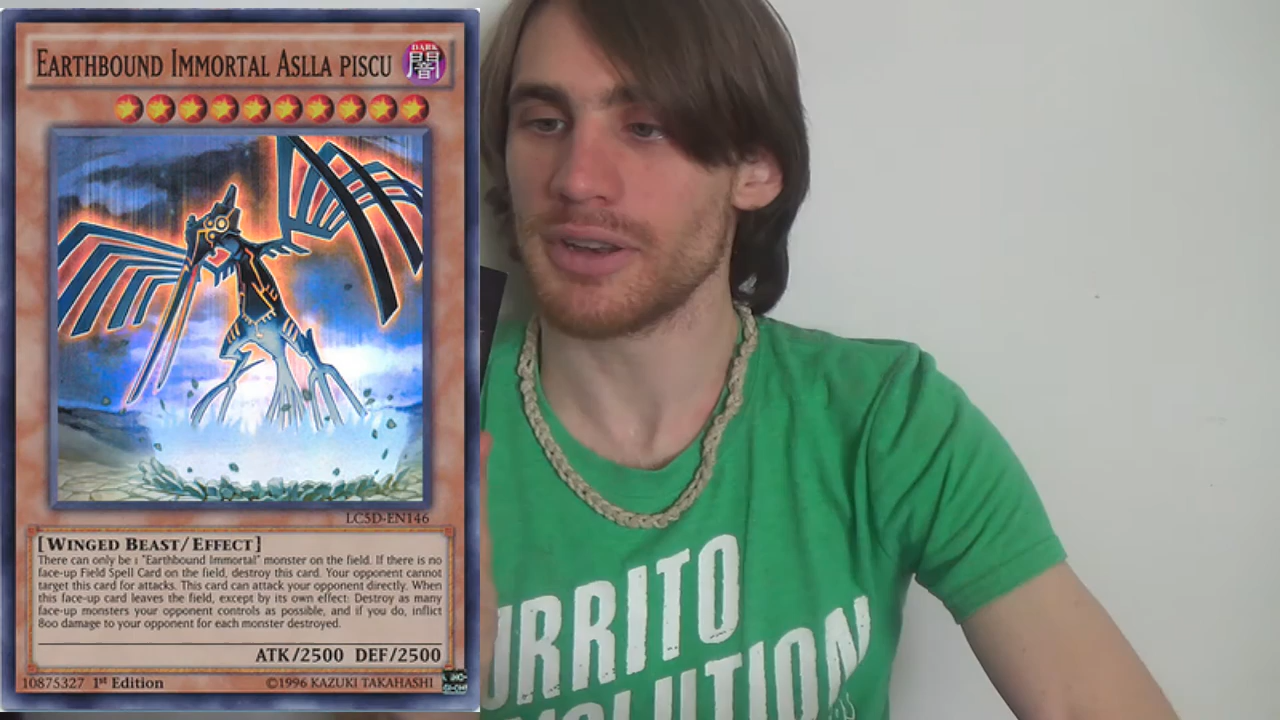 EARTHBOUND IMMORTAL ASLLA PISCU
DARK
闇
LC5D-EN146
[WINGED BEAST/EFFECT]
There can only be 1 "Earthbound Immortal" monster on the field. If there is no
face-up Field Spell Card on the field, destroy this card. Your opponent cannot
target this card for attacks. This card can attack your opponent directly. When
this face-up card leaves the field, except by its own effect: Destroy as many
face-up monsters your opponent controls as possible, and if you do, inflict
800 damage to your opponent for each monster destroyed.
ATK/2500 DEF/2500
10875327 1st Edition
©1996 KAZUKI TAKAHASHI
URRITO